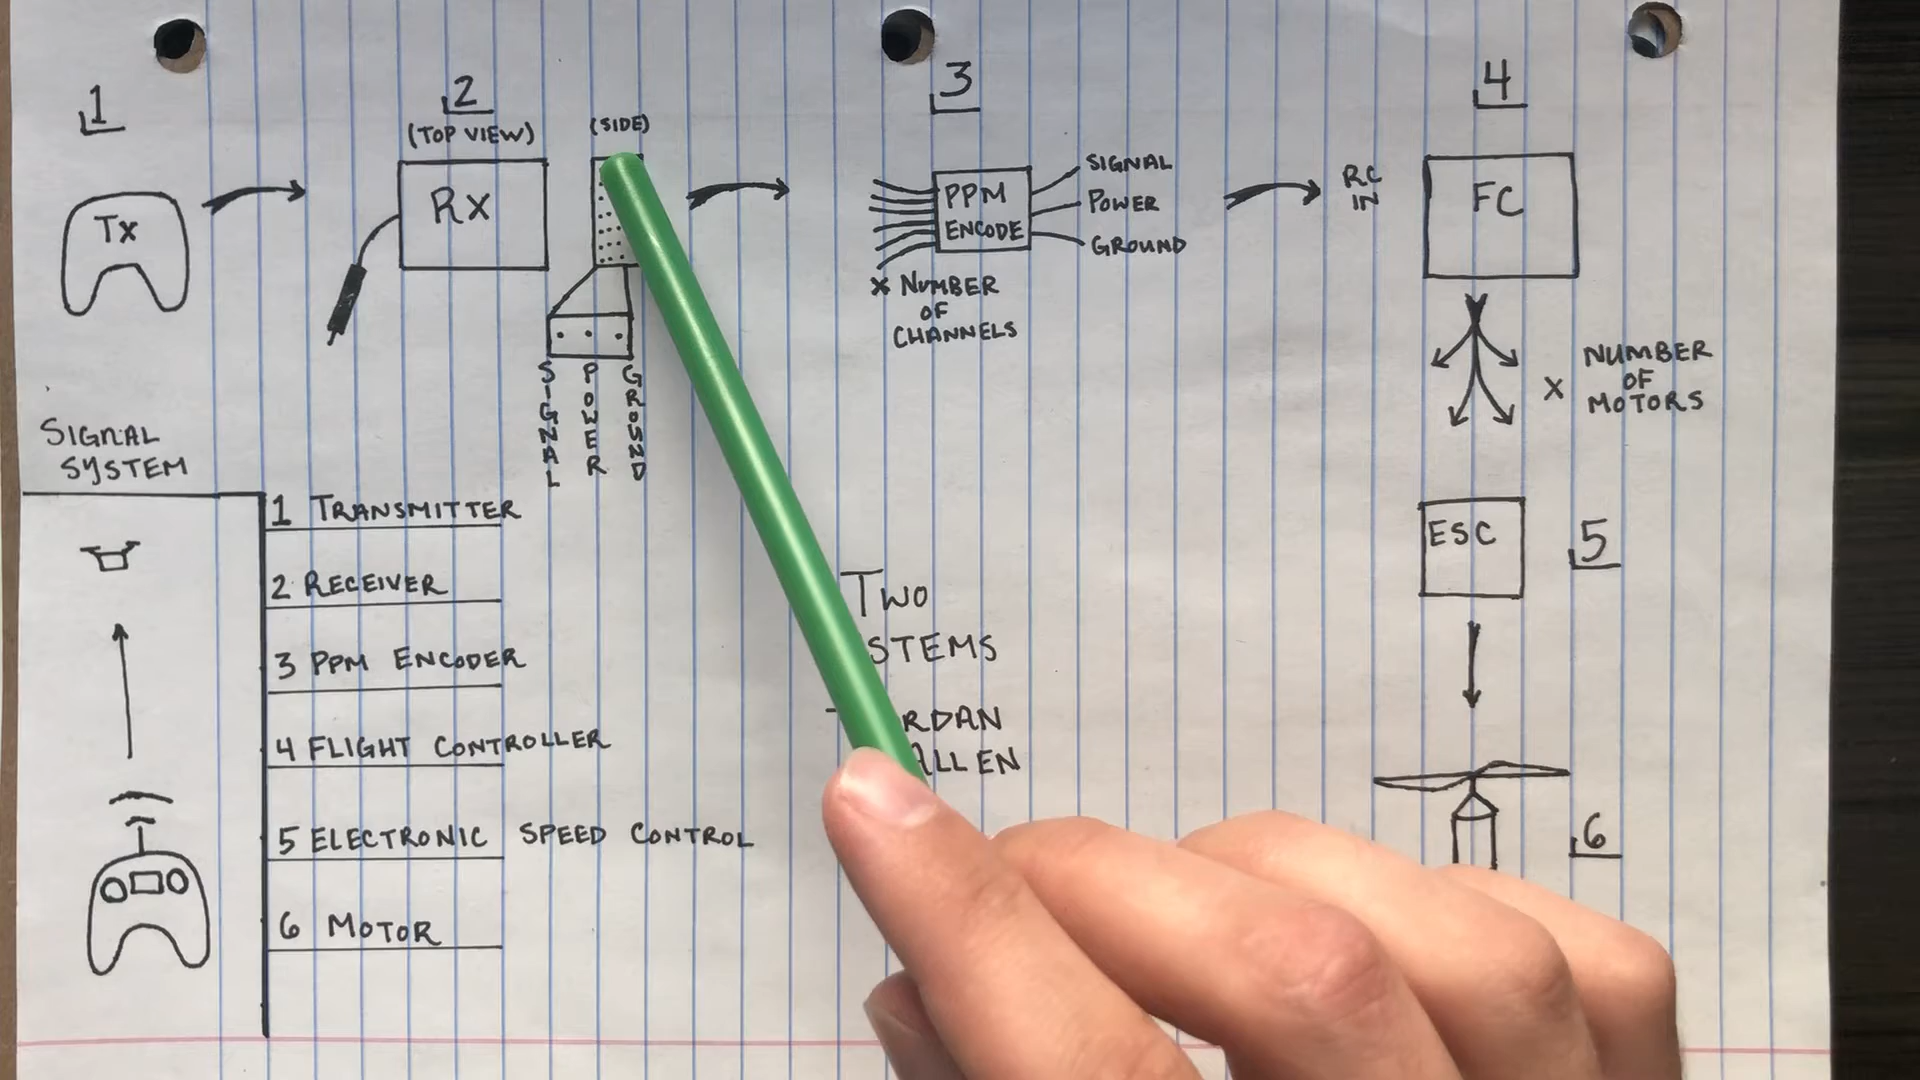 1
Tx
2
(TOP VIEW)
Rx
(SIDE)
SIGNAL
POWER
GROUND
3
PPM
ENCODE
SIGNAL
POWER
GROUND
X NUMBER
OF
CHANNELS
4
RC
IN
FC
X NUMBER
OF
MOTORS
ESC
5
6
SIGNAL
SYSTEM
1 TRANSMITTER
2 RECEIVER
3 PPM ENCODER
4 FLIGHT CONTROLLER
5 ELECTRONIC SPEED CONTROL
6 MOTOR
TWO
STEMS
RDAN
ALLEN